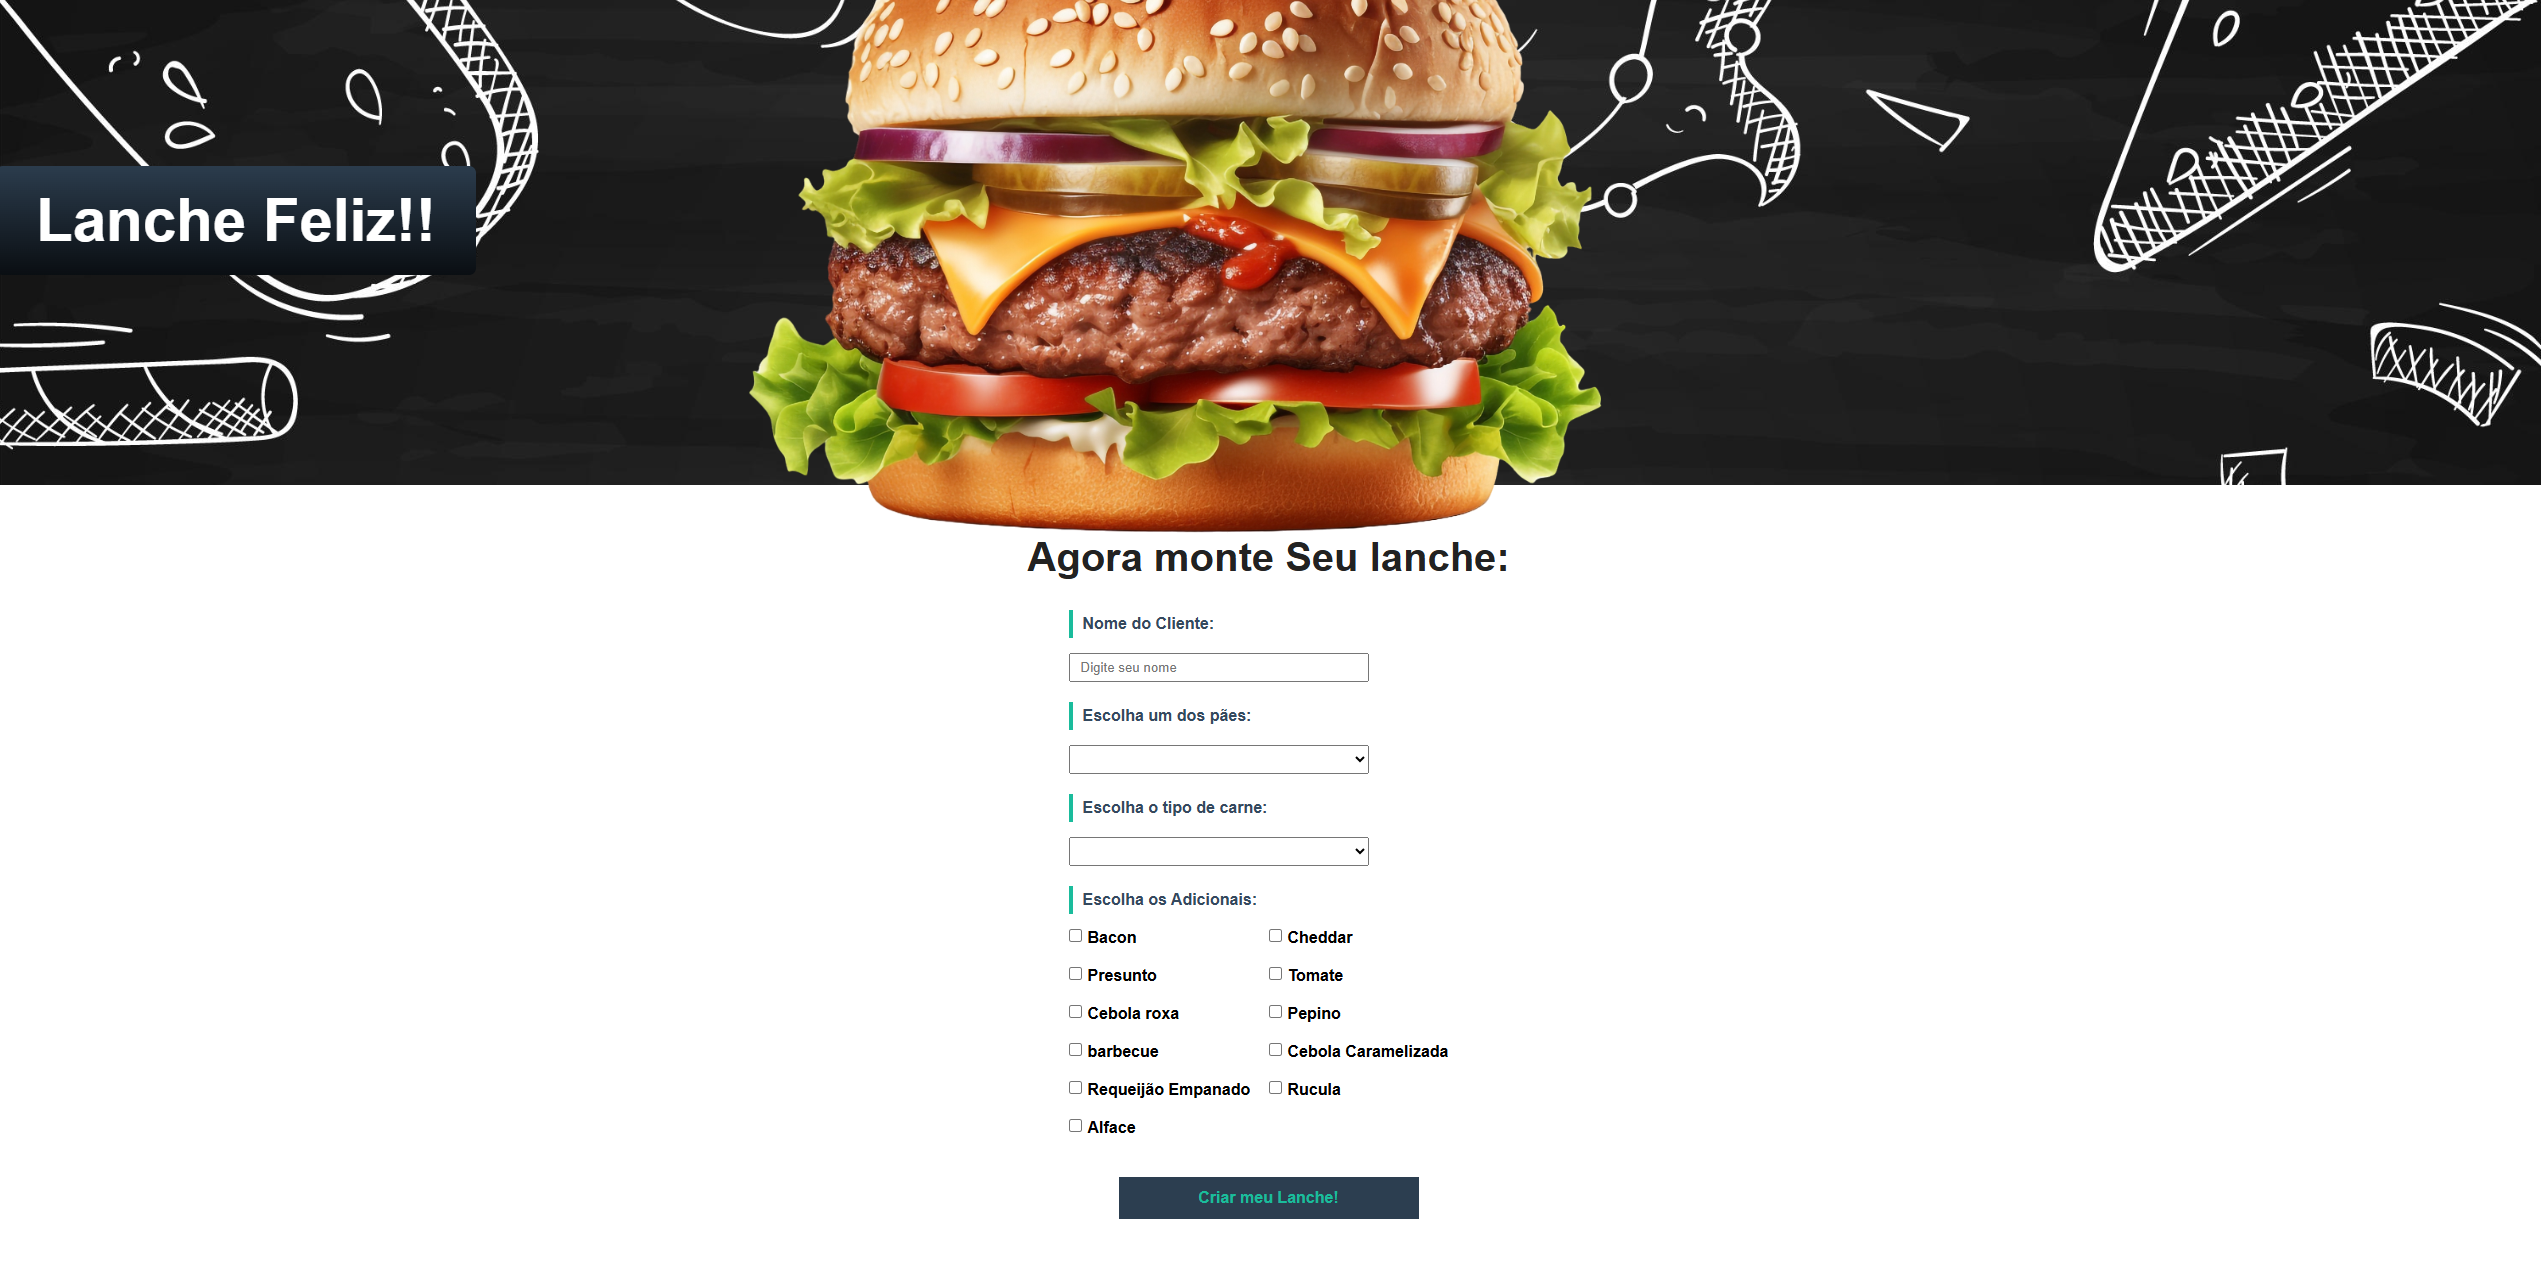 Lanche Feliz!!
Agora monte Seu lanche:
Nome do Cliente:
Digite seu nome
Escolha um dos pães:
Escolha o tipo de carne:
Escolha os Adicionais:
Bacon
Cheddar
Presunto
Tomate
Cebola roxa
Pepino
barbecue
Cebola Caramelizada
Requeijão Empanado
Rucula
Alface
Criar meu Lanche!